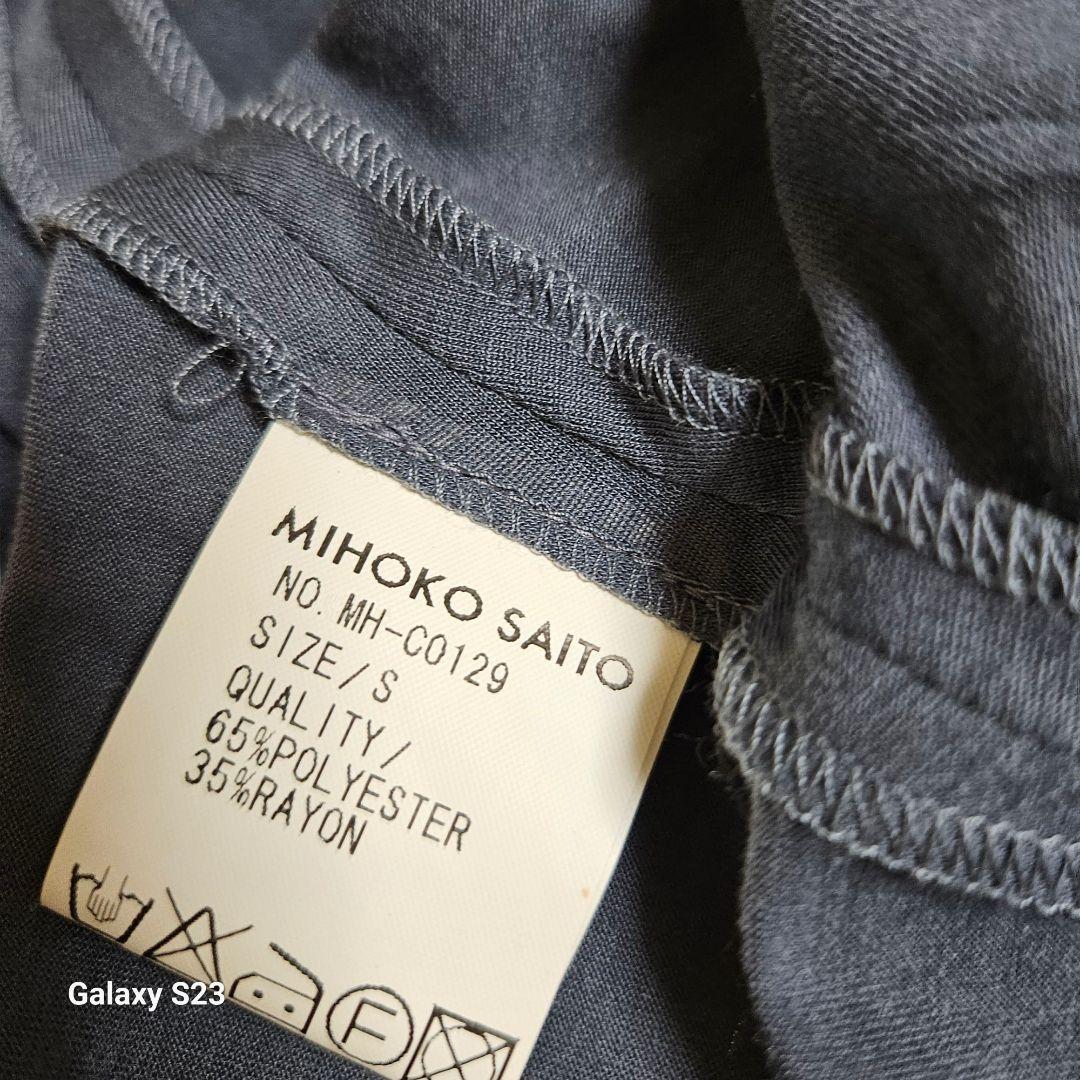 MIHOKO SAITO
NO. MH-C0129
SIZE/S
QUALITY/
65%POLYESTER
35%RAYON
F
Galaxy S23